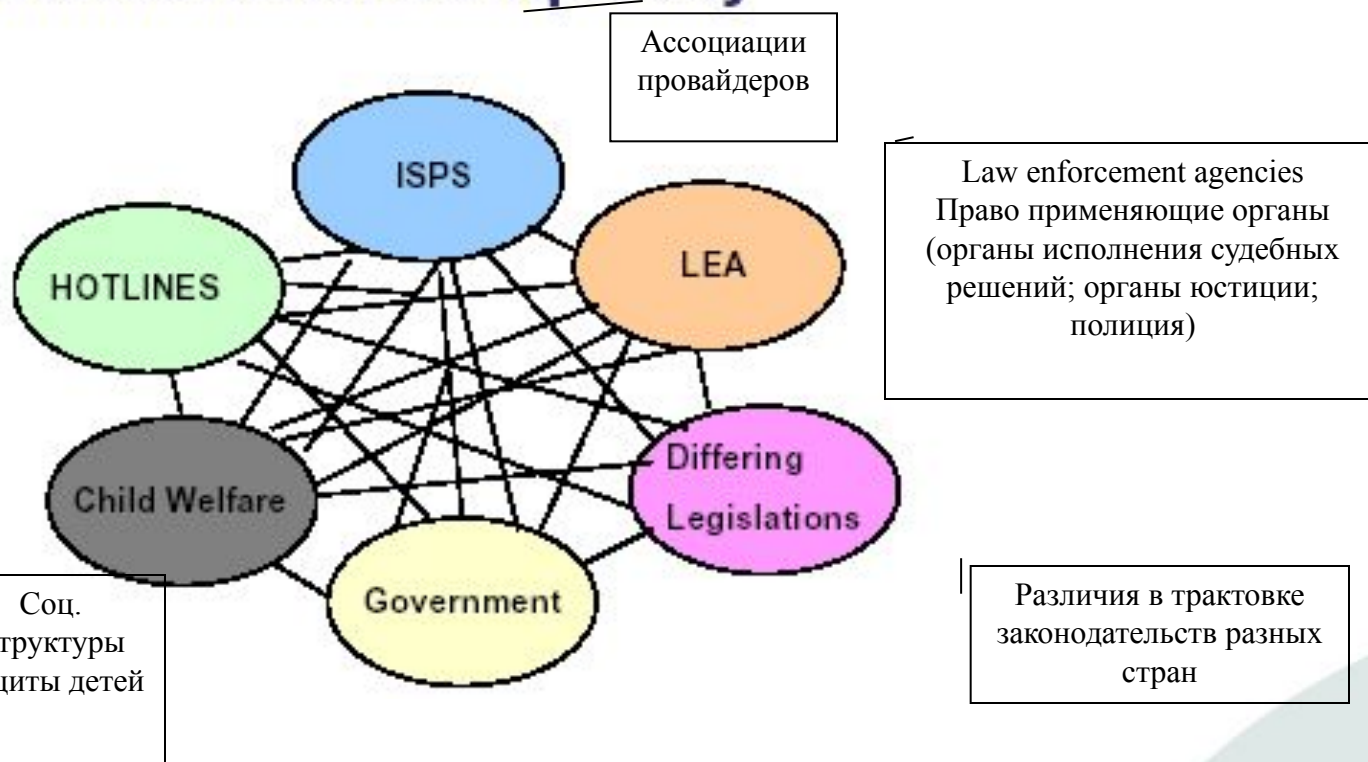 Ассоциации
провайдеров
ISPS
Law enforcement agencies
Право применяющие органы
(органы исполнения судебных
решений; органы юстиции;
полиция)
LEA
HOTLINES
Differing
Legislations
Child Welfare
Government
Соц.
труктуры
циты детей
Различия в трактовке
законодательств разных
стран